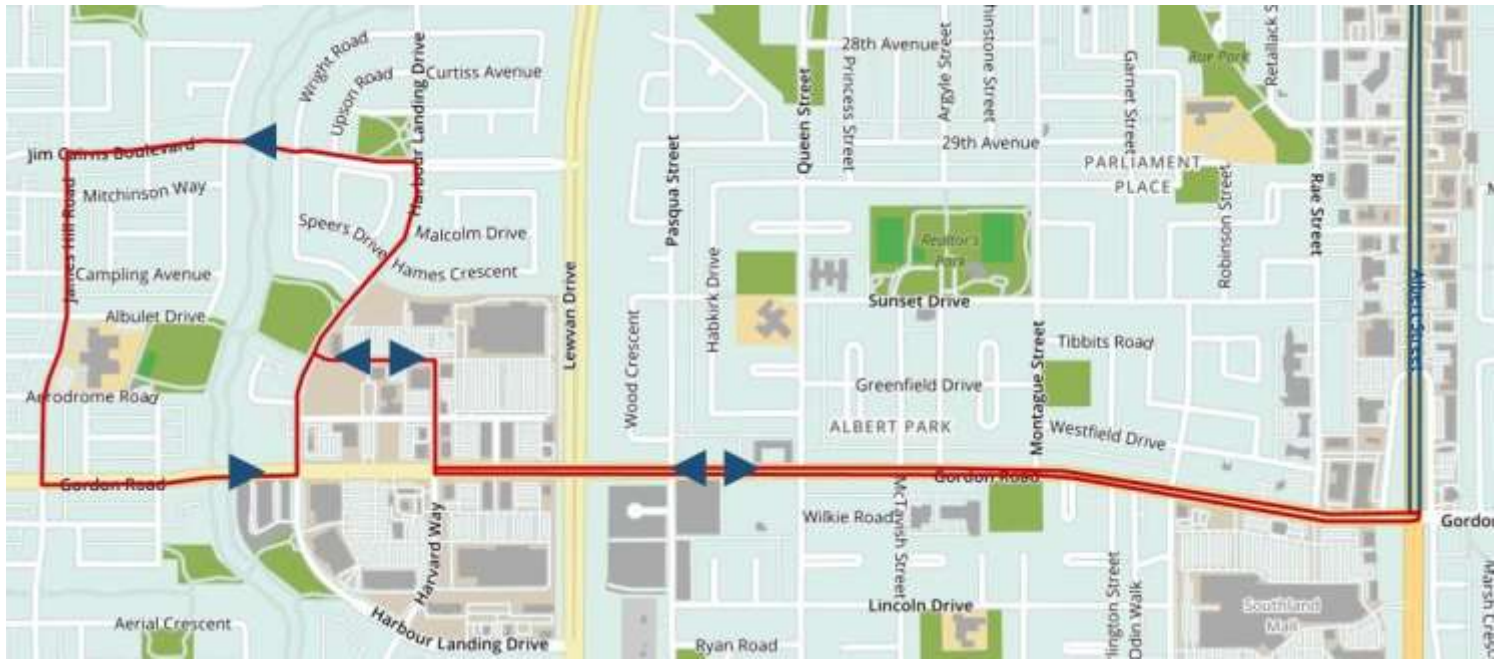 Wright Road
Upson Road
Harbour Landing Drive
Curtiss Avenue
28th Avenue
Princess Street
Argyle Street
Garnet Street
Retallack S
Queen Street
29th Avenue
PARLIAMENT
PLACE
Jim Cairns Boulevard
Mitchinson Way
James Hill Road
Speers Drive
Malcolm Drive
Hames Crescent
Campling Avenue
Albulet Drive
Aerodrome Road
Lewvan Drive
Pasqua Street
Habkirk Drive
Wood Crescent
Realtor's
Park
Sunset Drive
Robinson Street
Rae Street
Tibbits Road
Montague Street
Greenfield Drive
ALBERT PARK
Westfield Drive
Gordon Road
Gordon Road
Gordon
Harvard Way
Wilkie Road
McTavish Street
Lincoln Drive
lington Street
Odin Walk
Southland
Mall
Marsh Cresc
Aerial Crescent
Harbour Landing Drive
Ryan Road